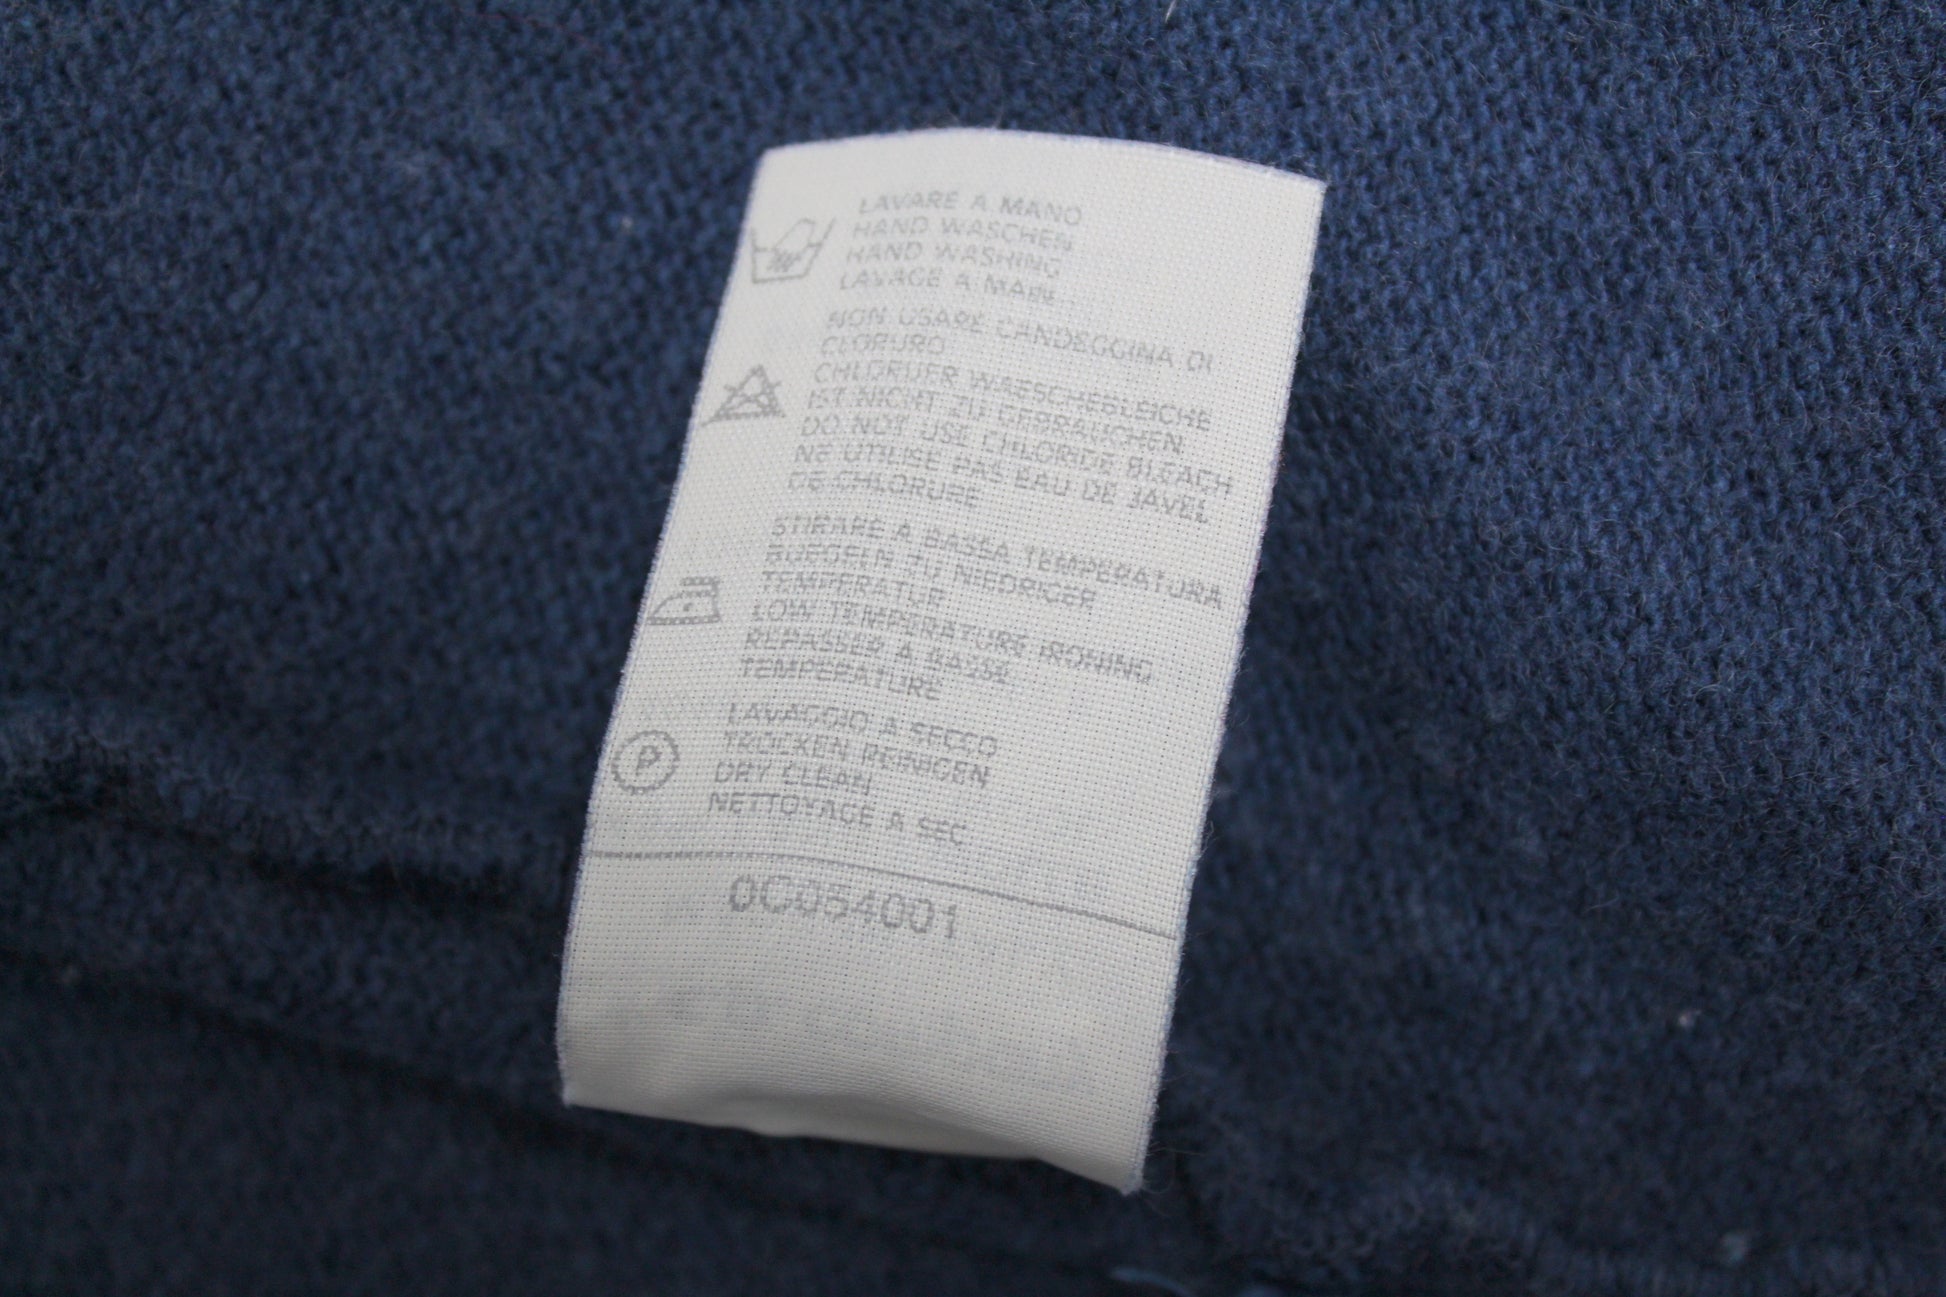 LAVARE A MANO
HAND WASCHEN
HAND WASHING
LAVAGE A MAIN
NON USARE CANDEGGINA DI
CLORURO
CHLORUER WAESCHEBLEICHE
IST NICHT ZU GEBRAUCHEN
DO NOT USE CHLORIDE BLEACH
NE UTILISE PAS EAU DE JAVEL
DE CHLORURE
STIRARE A BASSA TEMPERATURA
BUEGELN ZU NIEDRIGER
TEMPERATUR
LOW TEMPERATURE IRONING
REPASSER A BASSE
TEMPERATURE
LAVAGGIO A SECCO
TROCKEN REINIGEN
P
DRY CLEAN
NETTOYAGE A SEC
0C054001